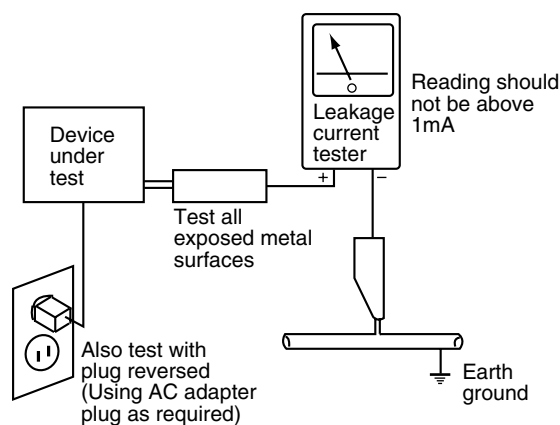 Device
under
test
Leakage
current
tester
Reading should
not be above
1mA
+
−
Test all
exposed metal
surfaces
Also test with
plug reversed
(Using AC adapter
plug as required)
Earth
ground